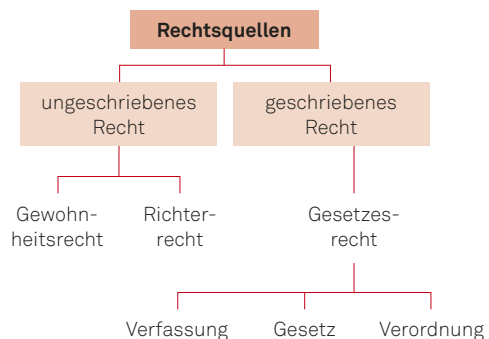 Rechtsquellen
ungeschriebenes
Recht
geschriebenes
Recht
Gewohn-
heitsrecht
Richter-
recht
Gesetzes-
recht
Verfassung
Gesetz
Verordnung